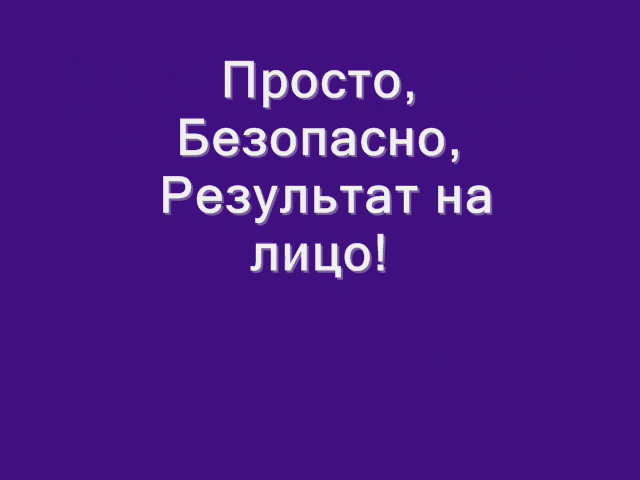 Просто,
Безопасно,
Результат на
лицо!